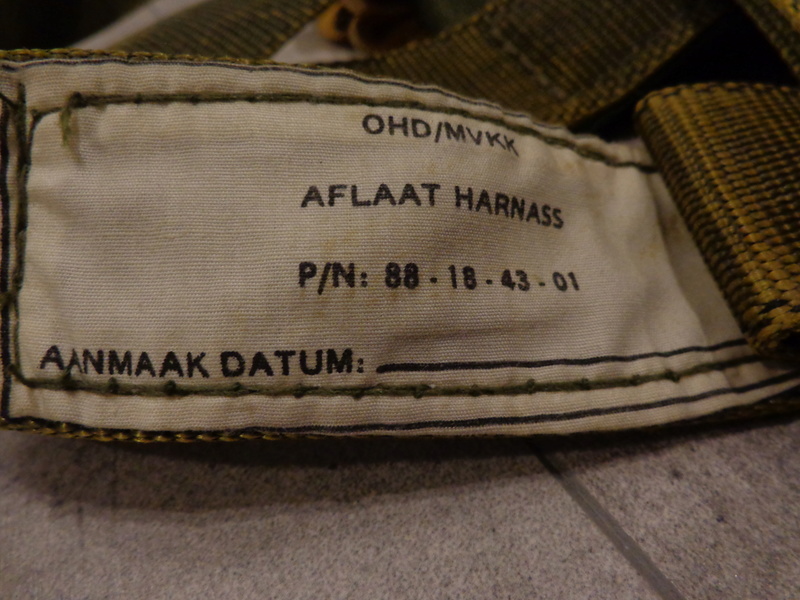 OHD/MVKK
AFLAAT HARNASS
P/N: 88-18-43-01
AANMAAK DATUM: